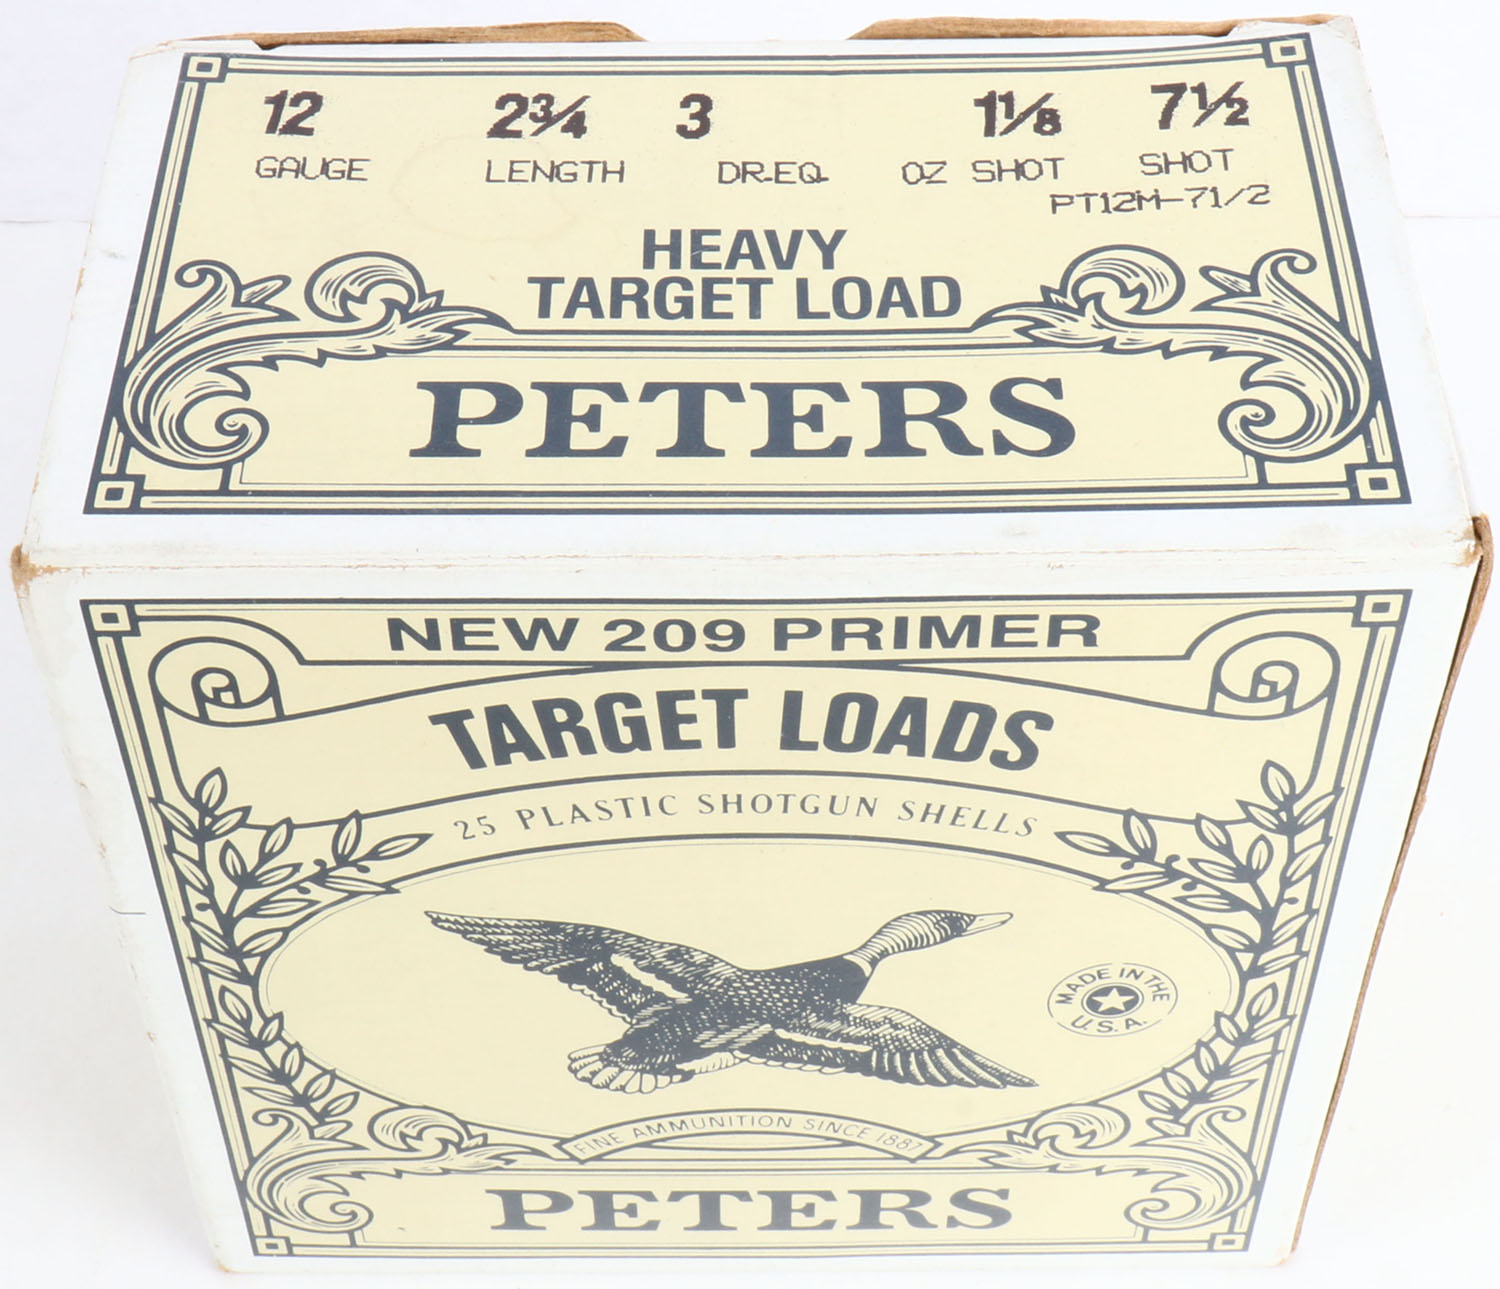 12 2¾ 3 1⅛ 7½
GAUGE LENGTH DR.EQ. OZ SHOT SHOT
PT12M-71/2
HEAVY
TARGET LOAD
PETERS
NEW 209 PRIMER
TARGET LOADS
25 PLASTIC SHOTGUN SHELLS
MADE IN THE
U.S.A.
FINE AMMUNITION SINCE 1887
PETERS